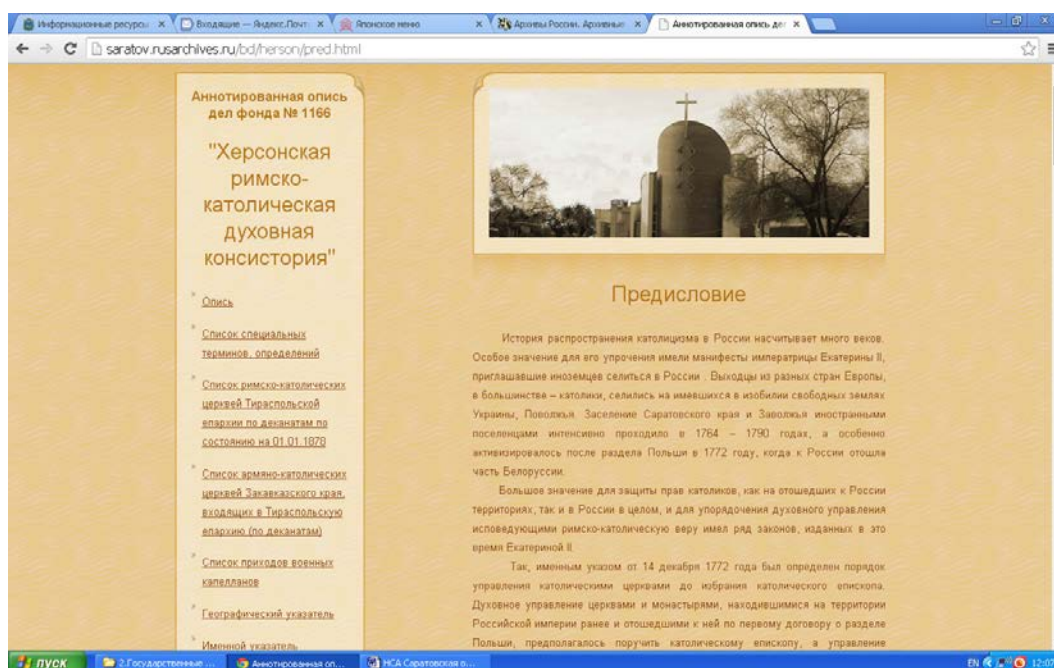 Информационные ресурсы
Входящие — Яндекс.Почт
Японское меню
Архивы России. Архивные
Аннотированная опись дел
saratov.rusarchives.ru/bd/herson/pred.html
Аннотированная опись
дел фонда № 1166
"Херсонская
римско-
католическая
духовная
консистория"
Опись
Список специальных
терминов, определений
Список римско-католических
церквей Тираспольской
епархии по деканатам по
состоянию на 01.01.1878
Список армяно-католических
церквей Закавказского края,
входящих в Тираспольскую
епархию (по деканатам)
Список приходов военных
капелланов
Географический указатель
Именной указатель
Предисловие
История распространения католицизма в России насчитывает много веков.
Особое значение для его упрочения имели манифесты императрицы Екатерины II,
приглашавшие иноземцев селиться в России . Выходцы из разных стран Европы,
в большинстве – католики, селились на имевшихся в изобилии свободных землях
Украины, Поволжья. Заселение Саратовского края и Заволжья иностранными
поселенцами интенсивно проходило в 1764 – 1790 годах, а особенно
активизировалось после раздела Польши в 1772 году, когда к России отошла
часть Белоруссии.
Большое значение для защиты прав католиков, как на отошедших к России
территориях, так и в России в целом, и для упорядочения духовного управления
исповедующими римско-католическую веру имел ряд законов, изданных в это
время Екатериной II.
Так, именным указом от 14 декабря 1772 года был определен порядок
управления католическими церквами до избрания католического епископа.
Духовное управление церквами и монастырями, находившимися на территории
Российской империи ранее и отошедшими к ней по первому договору о разделе
Польши, предполагалось поручить католическому епископу, а управление
пуск
2.Государственные ...
Аннотированная оп...
НСА Саратовская о...
EN
12:07